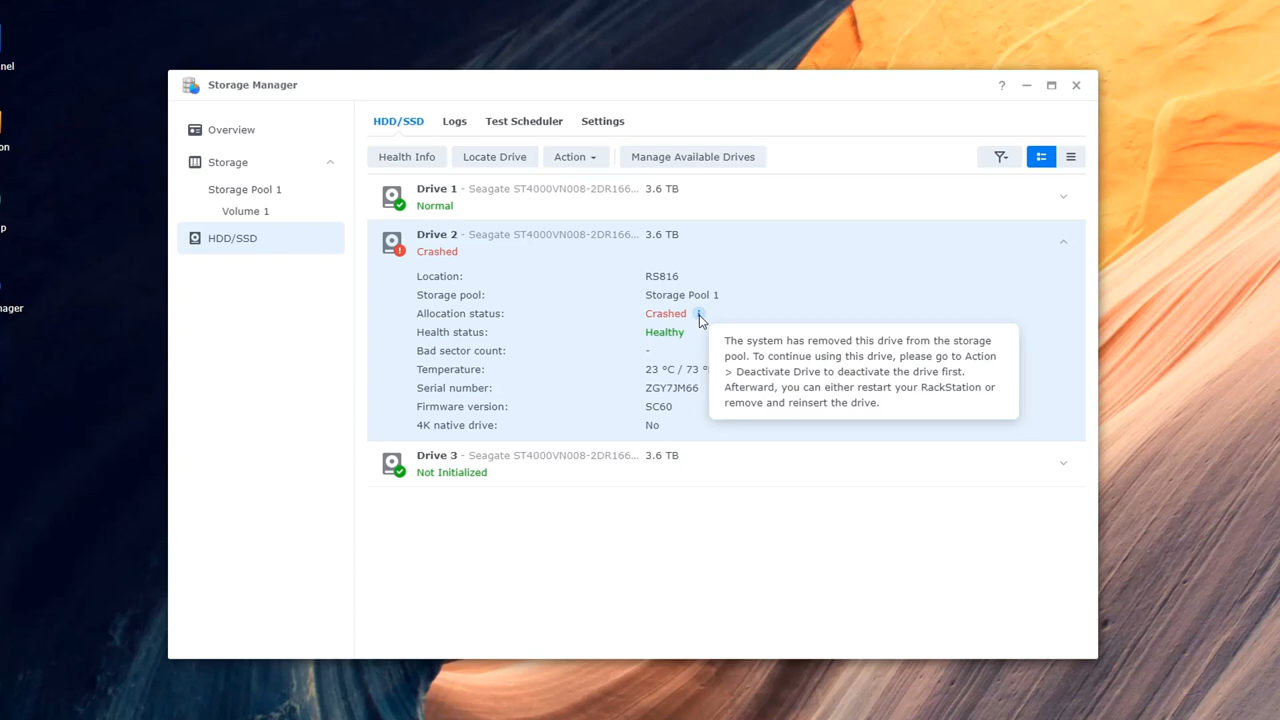 nel
on
p
nager
Storage Manager
?
Overview
Storage
Storage Pool 1
Volume 1
HDD/SSD
HDD/SSD Logs Test Scheduler Settings
Health Info Locate Drive Action Manage Available Drives
Drive 1 - Seagate ST4000VN008-2DR166... 3.6 TB
Normal
Drive 2 - Seagate ST4000VN008-2DR166... 3.6 TB
Crashed
Location: RS816
Storage pool: Storage Pool 1
Allocation status: Crashed
Health status: Healthy
Bad sector count: -
Temperature: 23 °C / 73 °
Serial number: ZGY7JM66
Firmware version: SC60
4K native drive: No
The system has removed this drive from the storage
pool. To continue using this drive, please go to Action
> Deactivate Drive to deactivate the drive first.
Afterward, you can either restart your RackStation or
remove and reinsert the drive.
Drive 3 - Seagate ST4000VN008-2DR166... 3.6 TB
Not Initialized